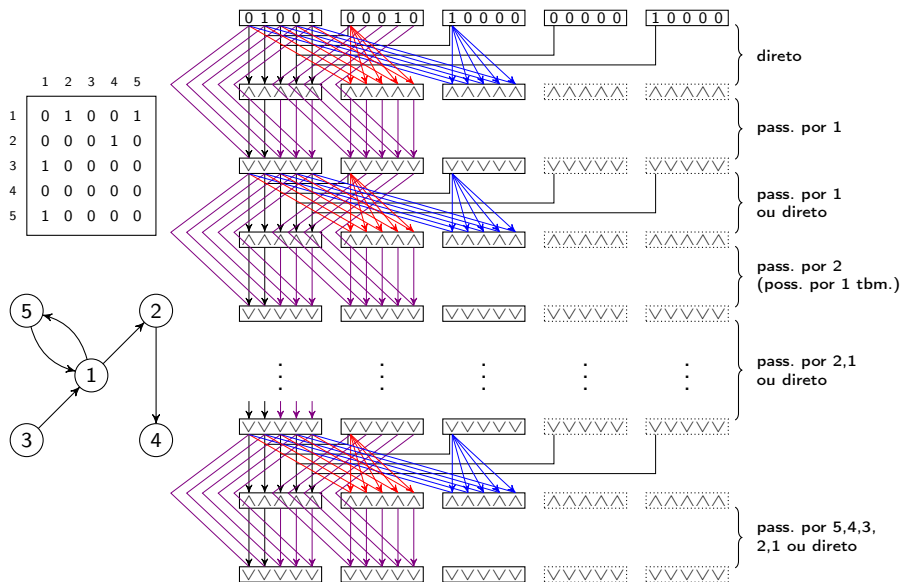 0 1 0 0 1 0 0 0 1 0 1 0 0 0 0 0 0 0 0 0 1 0 0 0 0
direto
∧∧∧∧∧ ∧∧∧∧∧ ∧∧∧∧∧ ∧∧∧∧∧ ∧∧∧∧∧
pass. por 1
∨∨∨∨∨ ∨∨∨∨∨ ∨∨∨∨∨ ∨∨∨∨∨ ∨∨∨∨∨
pass. por 1
ou direto
∧∧∧∧∧ ∧∧∧∧∧ ∧∧∧∧∧ ∧∧∧∧∧ ∧∧∧∧∧
pass. por 2
(poss. por 1 tbm.)
∨∨∨∨∨ ∨∨∨∨∨ ∨∨∨∨∨ ∨∨∨∨∨ ∨∨∨∨∨
pass. por 2,1
ou direto
∨∨∨∨∨ ∨∨∨∨∨ ∨∨∨∨∨ ∨∨∨∨∨ ∨∨∨∨∨
∧∧∧∧∧ ∧∧∧∧∧ ∧∧∧∧∧ ∧∧∧∧∧ ∧∧∧∧∧
pass. por 5,4,3,
2,1 ou direto
∨∨∨∨∨ ∨∨∨∨∨ ∨∨∨∨∨ ∨∨∨∨∨ ∨∨∨∨∨
1 2 3 4 5
1 0 1 0 0 1
2 0 0 0 1 0
3 1 0 0 0 0
4 0 0 0 0 0
5 1 0 0 0 0
5 2
1
3 4